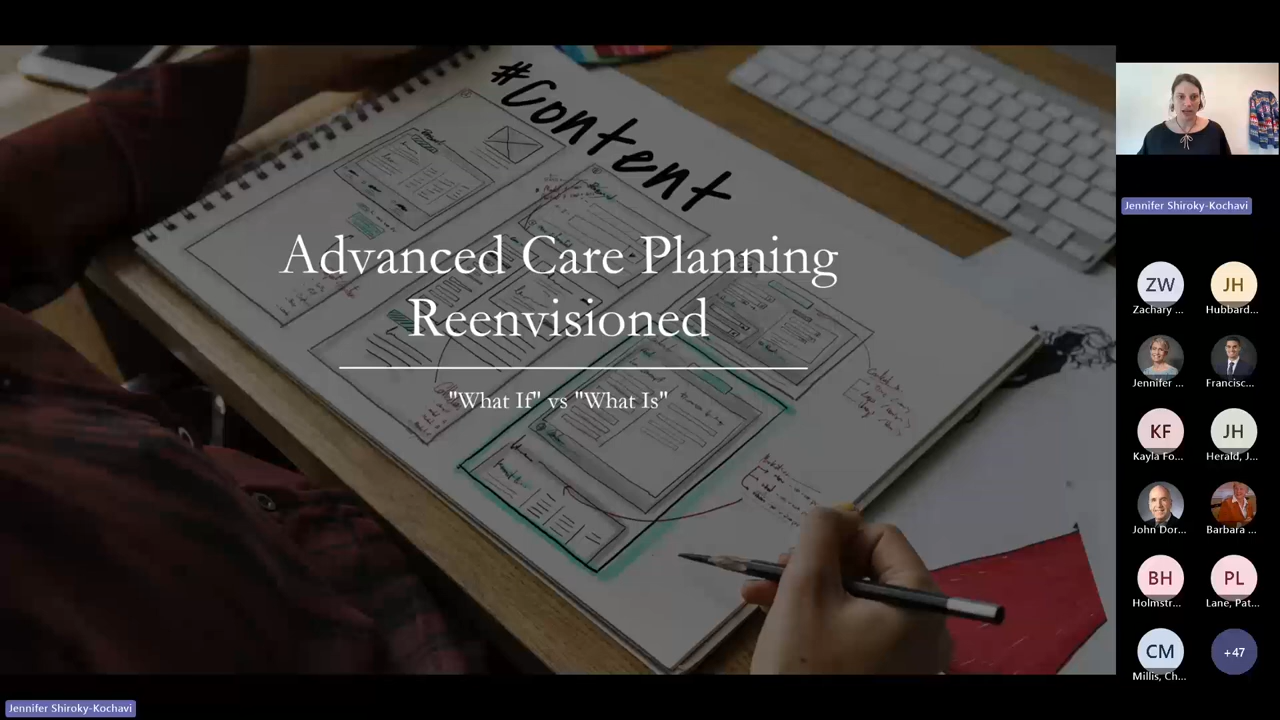 #Content
Advanced Care Planning
Reenvisioned
"What If" vs "What Is"
Jennifer Shiroky-Kochavi
ZW
Zachary ...
JH
Hubbard...
Jennifer ...
Francisc...
KF
Kayla Fo...
JH
Herald, J...
John Dor...
Barbara ...
BH
Holmstr...
PL
Lane, Pat...
CM
Millis, Ch...
+47
Jennifer Shiroky-Kochavi